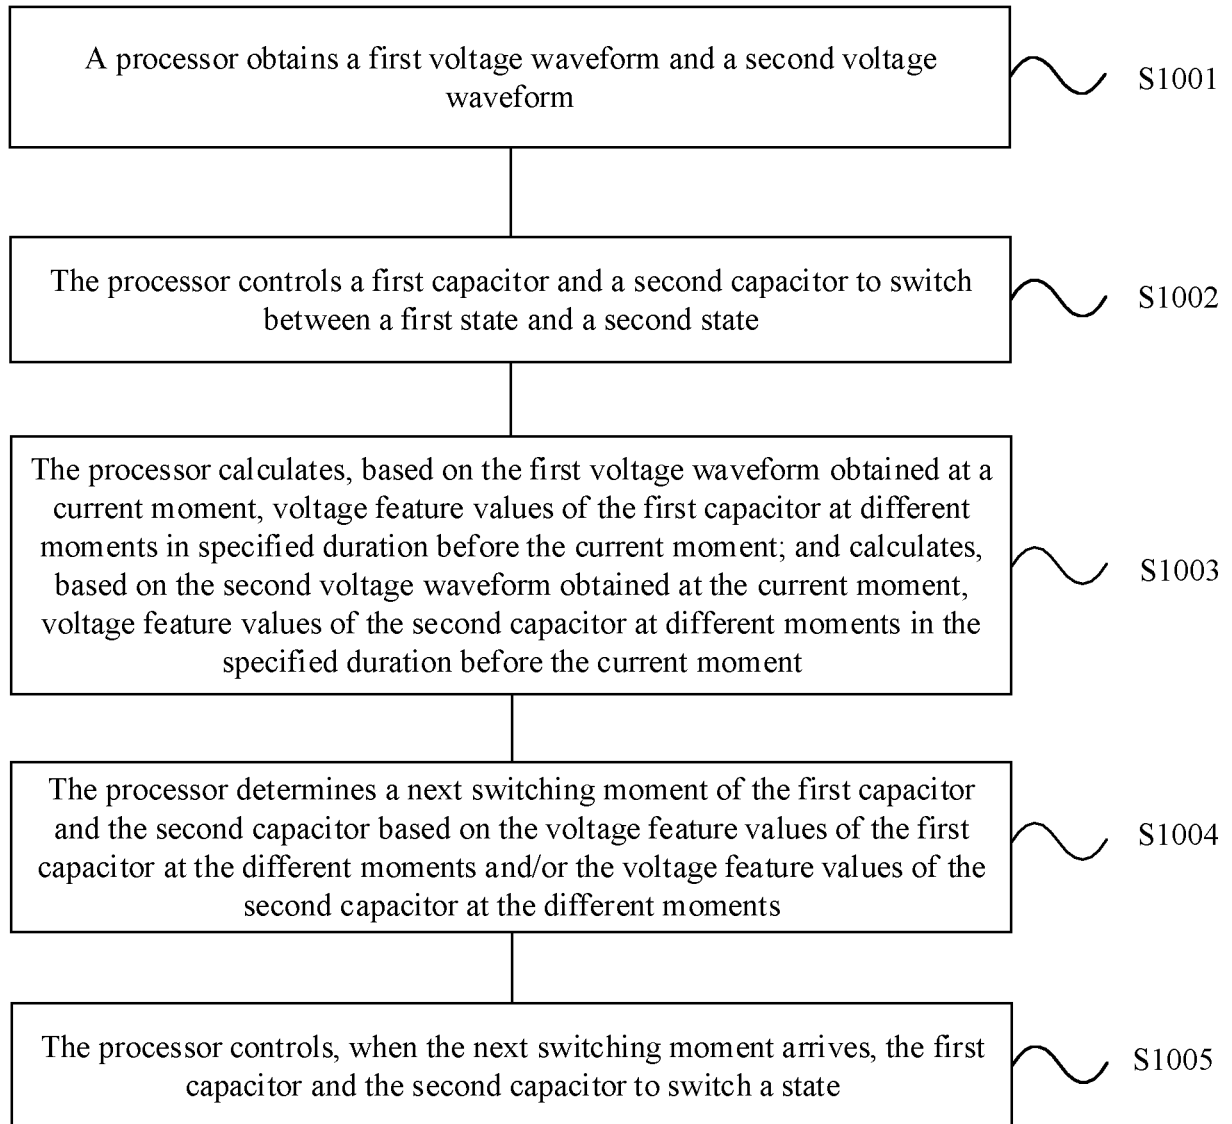 A processor obtains a first voltage waveform and a second voltage
waveform
S1001
The processor controls a first capacitor and a second capacitor to switch
between a first state and a second state
S1002
The processor calculates, based on the first voltage waveform obtained at a
current moment, voltage feature values of the first capacitor at different
moments in specified duration before the current moment; and calculates,
based on the second voltage waveform obtained at the current moment,
voltage feature values of the second capacitor at different moments in the
specified duration before the current moment
S1003
The processor determines a next switching moment of the first capacitor
and the second capacitor based on the voltage feature values of the first
capacitor at the different moments and/or the voltage feature values of the
second capacitor at the different moments
S1004
The processor controls, when the next switching moment arrives, the first
capacitor and the second capacitor to switch a state
S1005